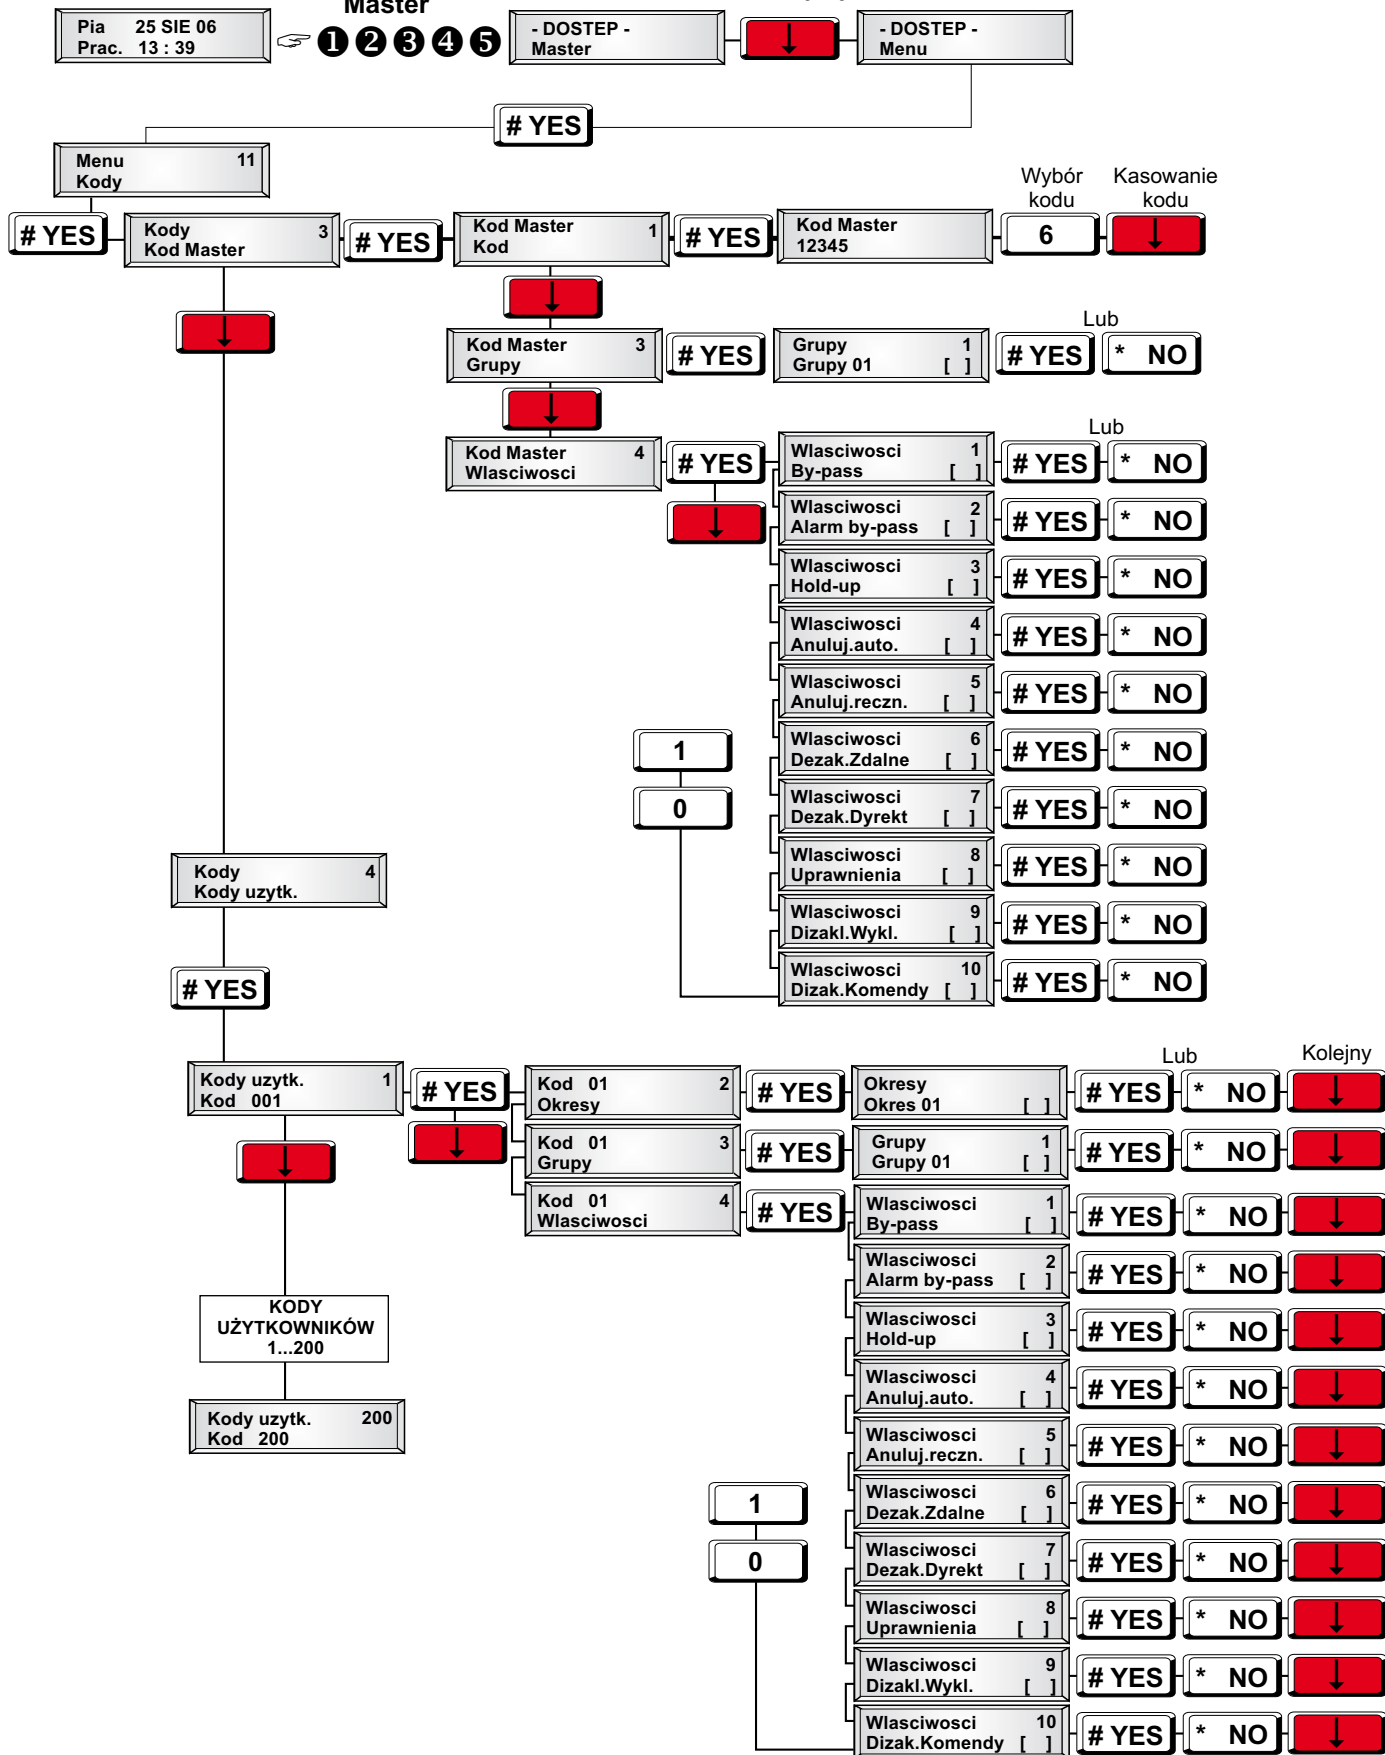 Master
Pia 25 SIE 06
Prac. 13 : 39
❶ ❷ ❸ ❹ ❺
- DOSTEP -
Master
- DOSTEP -
Menu
# YES
Menu 11
Kody
Wybór
kodu
Kasowanie
kodu
# YES
Kody 3
Kod Master
# YES
Kod Master 1
Kod
# YES
Kod Master
12345
6
Lub
Kod Master 3
Grupy
# YES
Grupy 1
Grupy 01 [ ]
# YES
* NO
Lub
Kod Master 4
Wlasciwosci
# YES
Wlasciwosci 1
By-pass [ ]
# YES
* NO
Wlasciwosci 2
Alarm by-pass [ ]
# YES
* NO
Wlasciwosci 3
Hold-up [ ]
# YES
* NO
Wlasciwosci 4
Anuluj.auto. [ ]
# YES
* NO
Wlasciwosci 5
Anuluj.reczn. [ ]
# YES
* NO
1
Wlasciwosci 6
Dezak.Zdalne [ ]
# YES
* NO
0
Wlasciwosci 7
Dezak.Dyrekt [ ]
# YES
* NO
Wlasciwosci 8
Uprawnienia [ ]
# YES
* NO
Kody 4
Kody uzytk.
Wlasciwosci 9
Dizakl.Wykl. [ ]
# YES
* NO
# YES
Wlasciwosci 10
Dizak.Komendy [ ]
# YES
* NO
Lub
Kolejny
Kody uzytk. 1
Kod 001
# YES
Kod 01 2
Okresy
# YES
Okresy
Okres 01 [ ]
# YES
* NO
Kod 01 3
Grupy
# YES
Grupy 1
Grupy 01 [ ]
# YES
* NO
Kod 01 4
Wlasciwosci
# YES
Wlasciwosci 1
By-pass [ ]
# YES
* NO
Wlasciwosci 2
Alarm by-pass [ ]
# YES
* NO
KODY
UŻYTKOWNIKÓW
1...200
Wlasciwosci 3
Hold-up [ ]
# YES
* NO
Wlasciwosci 4
Anuluj.auto. [ ]
# YES
* NO
Kody uzytk. 200
Kod 200
Wlasciwosci 5
Anuluj.reczn. [ ]
# YES
* NO
1
Wlasciwosci 6
Dezak.Zdalne [ ]
# YES
* NO
0
Wlasciwosci 7
Dezak.Dyrekt [ ]
# YES
* NO
Wlasciwosci 8
Uprawnienia [ ]
# YES
* NO
Wlasciwosci 9
Dizakl.Wykl. [ ]
# YES
* NO
Wlasciwosci 10
Dizak.Komendy [ ]
# YES
* NO